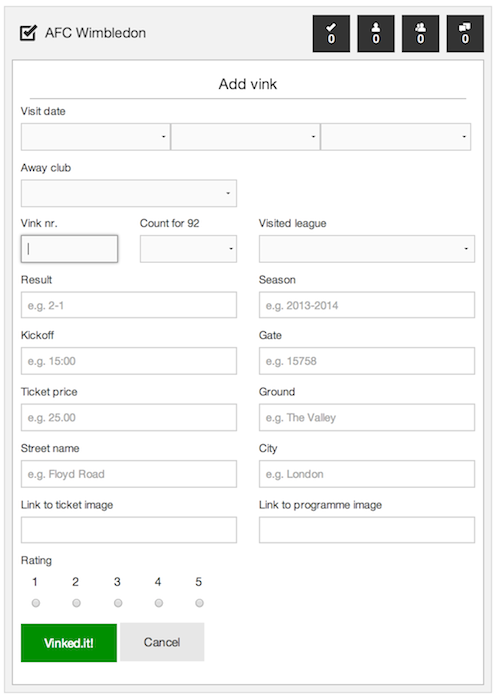 AFC Wimbledon
0 0 0 0
Add vink
Visit date
Away club
Vink nr. Count for 92 Visited league
Result Season
e.g. 2-1 e.g. 2013-2014
Kickoff Gate
e.g. 15:00 e.g. 15758
Ticket price Ground
e.g. 25.00 e.g. The Valley
Street name City
e.g. Floyd Road e.g. London
Link to ticket image Link to programme image
Rating
1 2 3 4 5
Vinked.it! Cancel